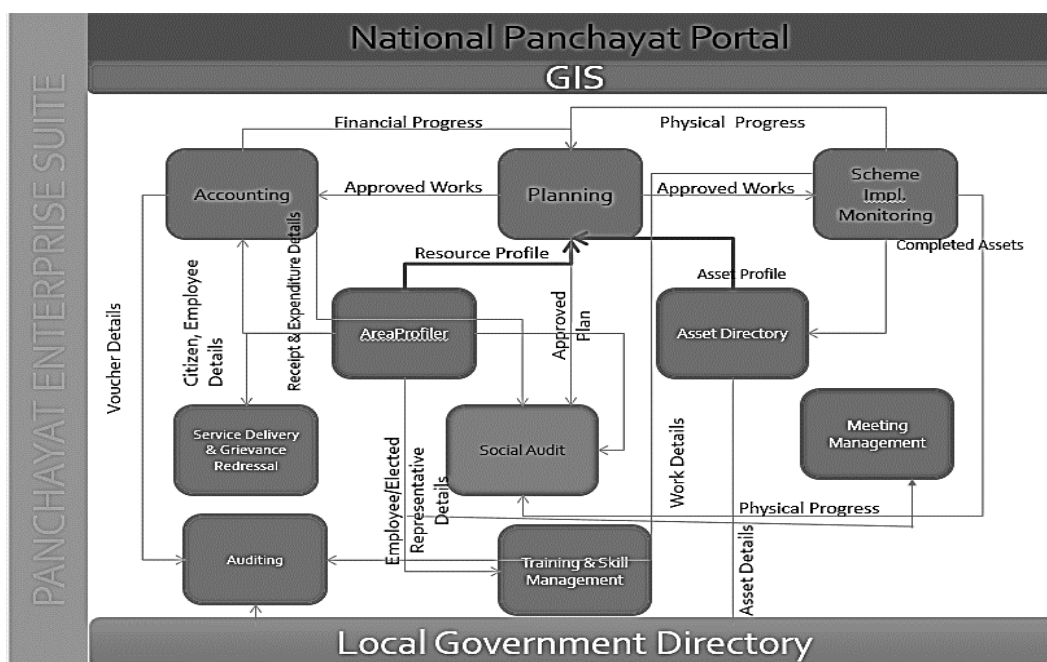 PANCHAYAT ENTERPRISE SUITE
National Panchayat Portal
GIS
Financial Progress
Physical Progress
Accounting
Approved Works
Planning
Approved Works
Scheme
Impl.
Monitoring
Completed Assets
Resource Profile
Asset Profile
Voucher Details
Citizen, Employee
Details
Receipt & Expenditure Details
AreaProfiler
Approved
Plan
Asset Directory
Service Delivery
& Grievance
Redressal
Employee/Elected
Representative
Details
Social Audit
Work Details
Meeting
Management
Physical Progress
Auditing
Training & Skill
Management
Asset Details
Local Government Directory